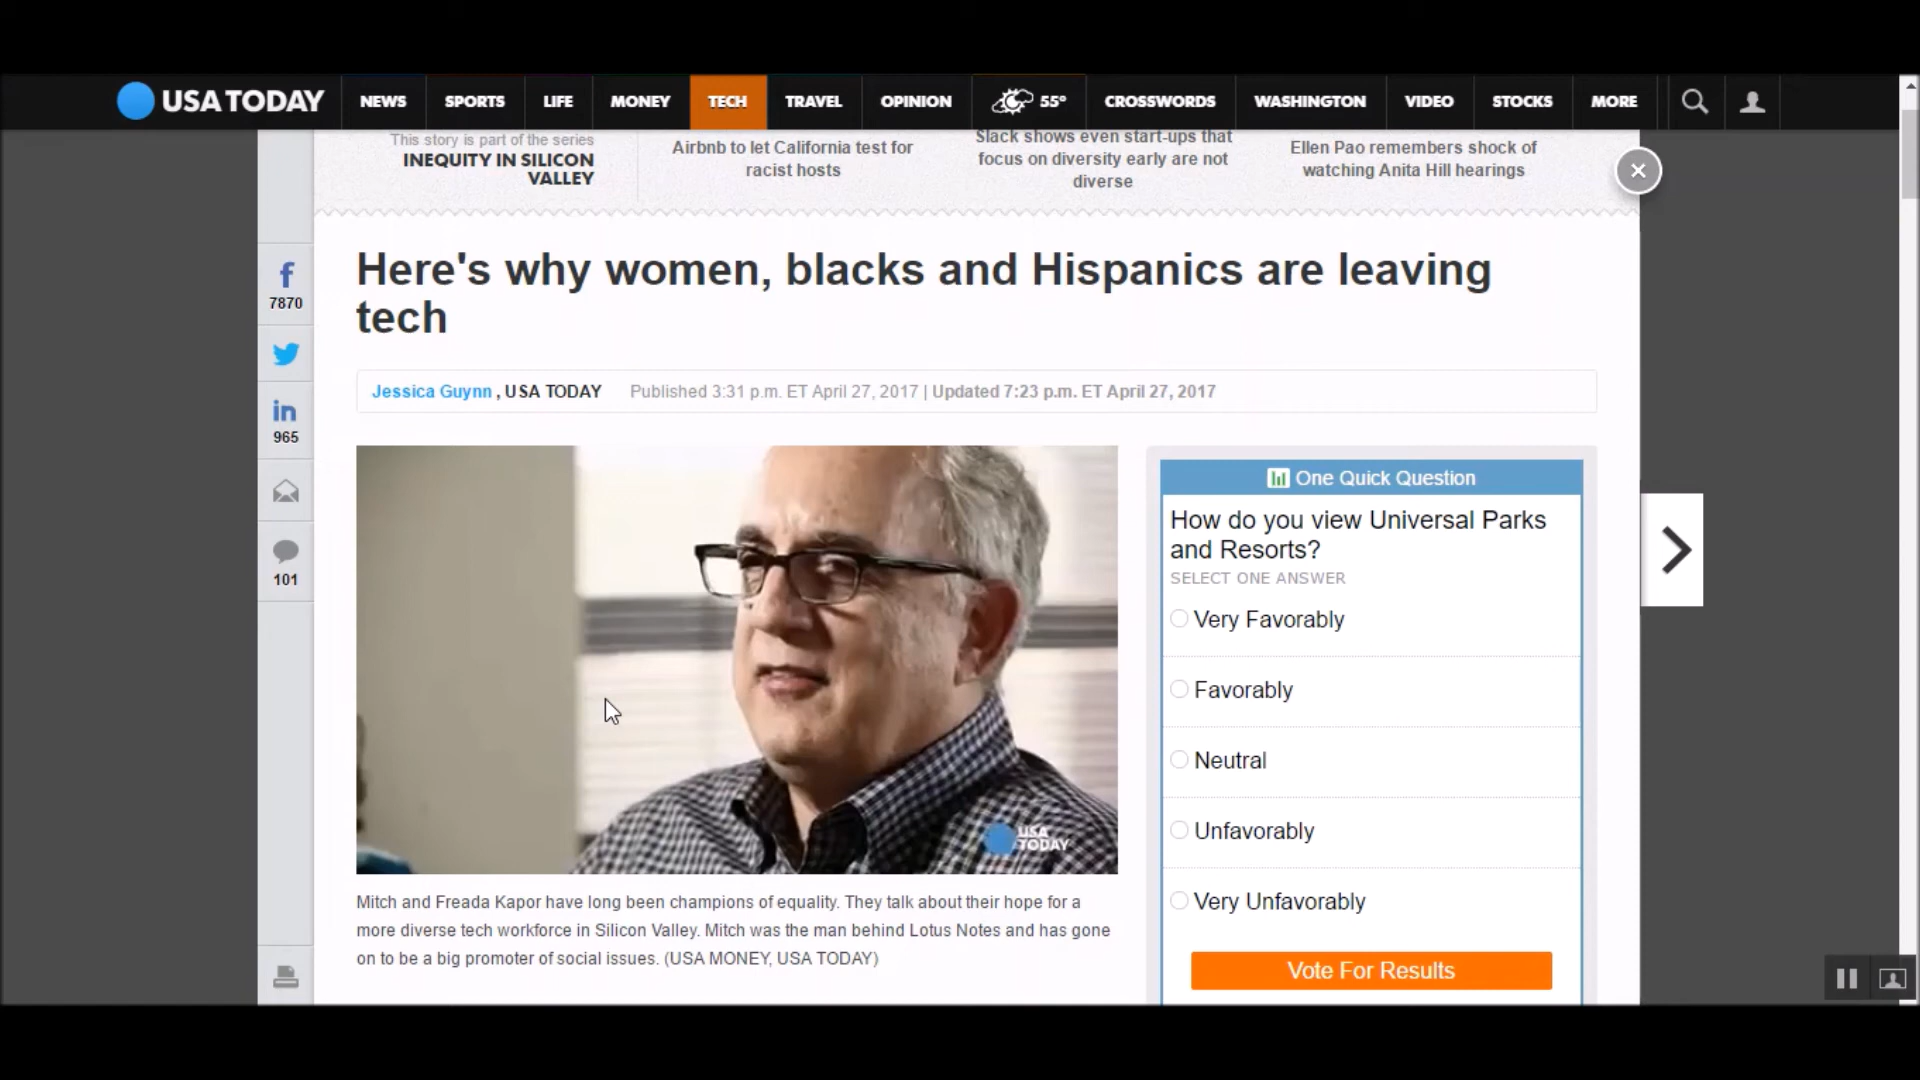 USA TODAY
NEWS
SPORTS
LIFE
MONEY
TECH
TRAVEL
OPINION
55°
CROSSWORDS
WASHINGTON
VIDEO
STOCKS
MORE
This story is part of the series
INEQUITY IN SILICON
VALLEY
Airbnb to let California test for
racist hosts
Slack shows even start-ups that
focus on diversity early are not
diverse
Ellen Pao remembers shock of
watching Anita Hill hearings
Here's why women, blacks and Hispanics are leaving
tech
Jessica Guynn , USA TODAY Published 3:31 p.m. ET April 27, 2017 | Updated 7:23 p.m. ET April 27, 2017
7870
in
965
101
USA
TODAY
Mitch and Freada Kapor have long been champions of equality. They talk about their hope for a
more diverse tech workforce in Silicon Valley. Mitch was the man behind Lotus Notes and has gone
on to be a big promoter of social issues. (USA MONEY, USA TODAY)
One Quick Question
How do you view Universal Parks
and Resorts?
SELECT ONE ANSWER
Very Favorably
Favorably
Neutral
Unfavorably
Very Unfavorably
Vote For Results